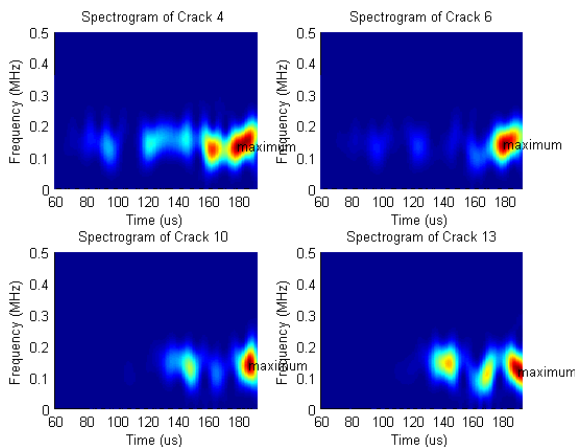 Spectrogram of Crack 4
Frequency (MHz)
0.5
0.4
0.3
0.2
0.1
0
maximum
60 80 100 120 140 160 180
Time (us)
Spectrogram of Crack 6
Frequency (MHz)
0.5
0.4
0.3
0.2
0.1
0
maximum
60 80 100 120 140 160 180
Time (us)
Spectrogram of Crack 10
Frequency (MHz)
0.5
0.4
0.3
0.2
0.1
0
maximum
60 80 100 120 140 160 180
Time (us)
Spectrogram of Crack 13
Frequency (MHz)
0.5
0.4
0.3
0.2
0.1
0
maximum
60 80 100 120 140 160 180
Time (us)